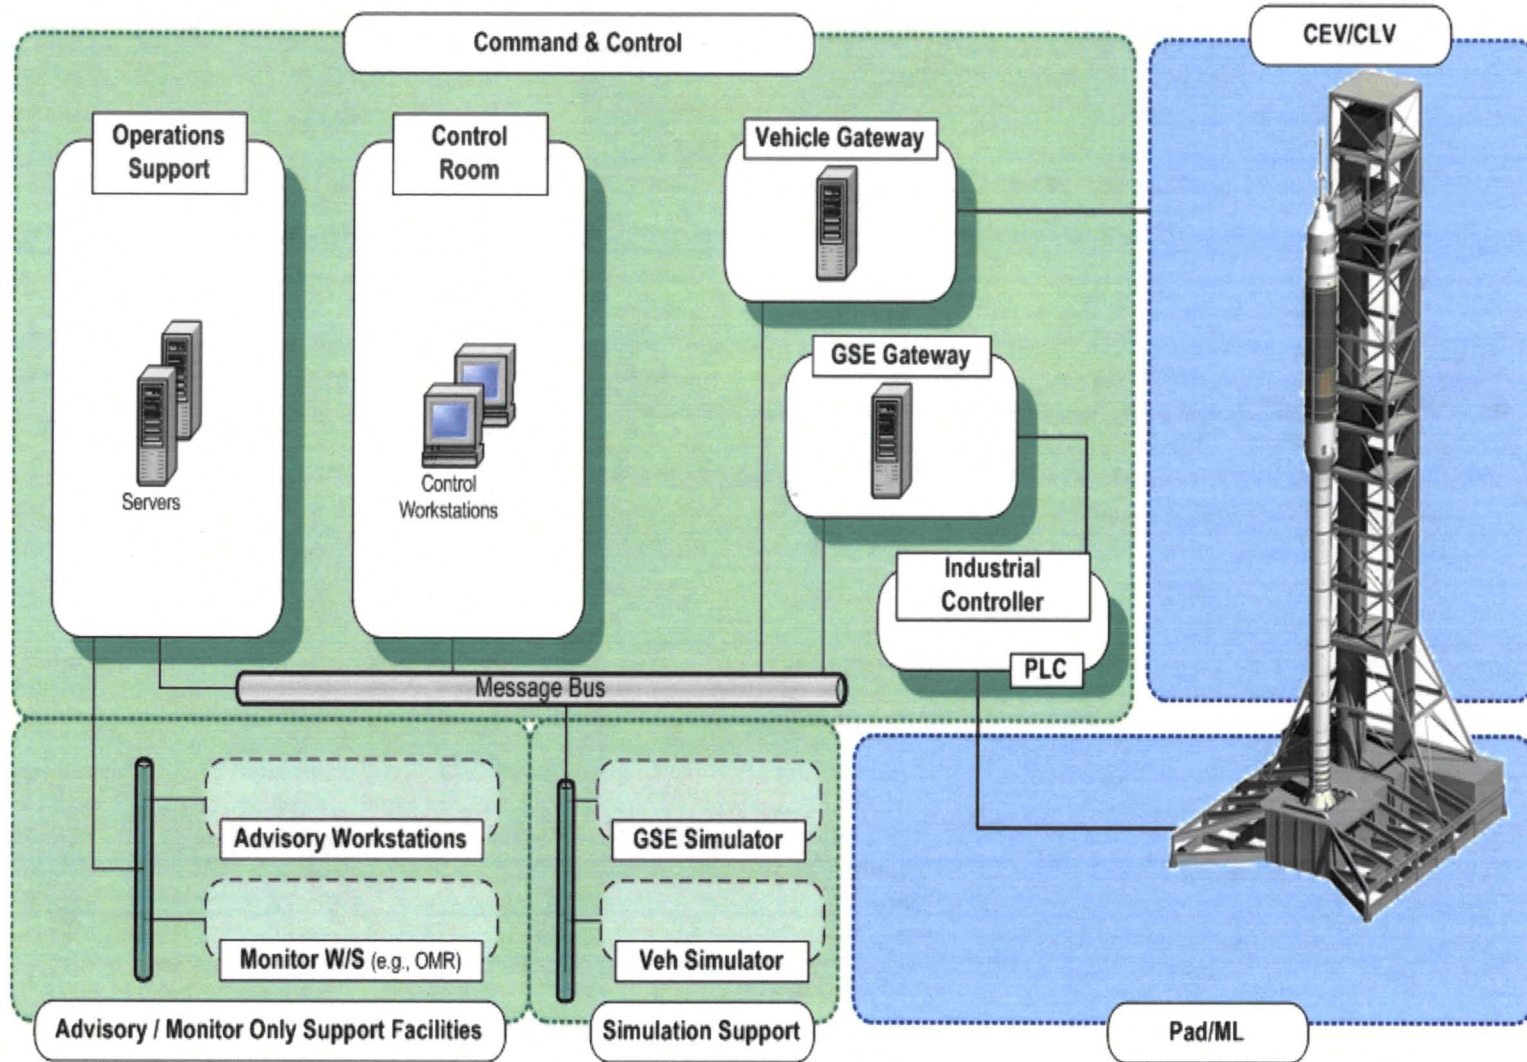 Command & Control
CEV/CLV
Operations
Support
Control
Room
Vehicle Gateway
GSE Gateway
Servers
Control
Workstations
Industrial
Controller
PLC
Message Bus
Advisory Workstations
Monitor W/S (e.g., OMR)
GSE Simulator
Veh Simulator
Advisory / Monitor Only Support Facilities
Simulation Support
Pad/ML